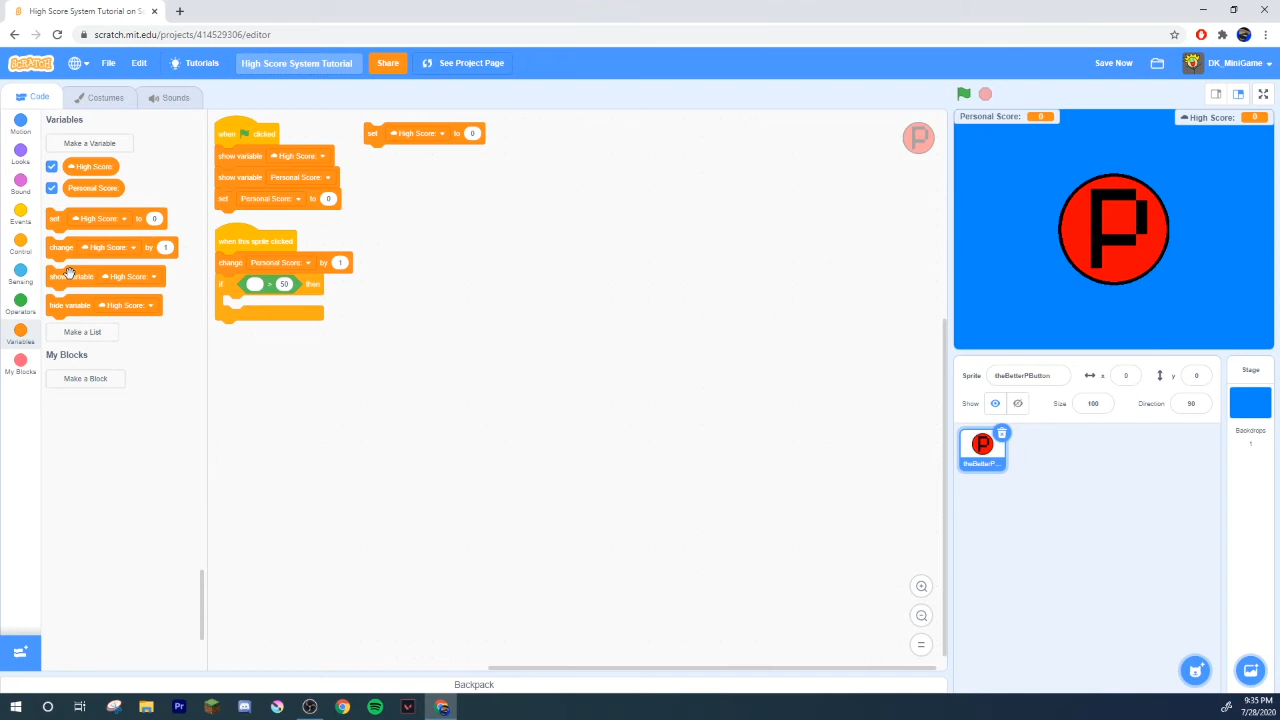 High Score System Tutorial on S
scratch.mit.edu/projects/414529306/editor
SCRATCH
File
Edit
Tutorials
High Score System Tutorial
Share
See Project Page
Save Now
DK_MiniGame
Code
Costumes
Sounds
Motion
Looks
Sound
Events
Control
Sensing
Operators
Variables
My Blocks
Variables
Make a Variable
High Score:
Personal Score:
set High Score: to 0
change High Score: by 1
show variable High Score:
hide variable High Score:
Make a List
My Blocks
Make a Block
when clicked
show variable High Score:
show variable Personal Score:
set Personal Score: to 0
when this sprite clicked
change Personal Score: by 1
if > 50 then
set High Score: to 0
P
Personal Score: 0
High Score: 0
P
Sprite theBetterPButton
x 0
y 0
Show
Size 100
Direction 90
P
theBetterP...
Stage
Backdrops
1
Backpack
9:35 PM
7/28/2020